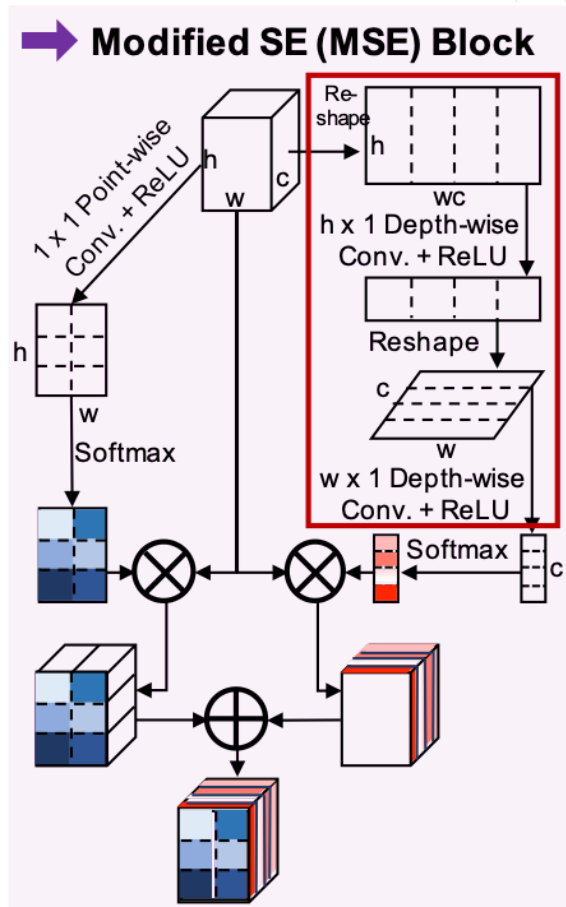 Modified SE (MSE) Block
1 x 1 Point-wise
Conv. + ReLU
h
w
c
Re-
shape
h
wc
h x 1 Depth-wise
Conv. + ReLU
Reshape
c
w
w x 1 Depth-wise
Conv. + ReLU
h
w
Softmax
Softmax
c